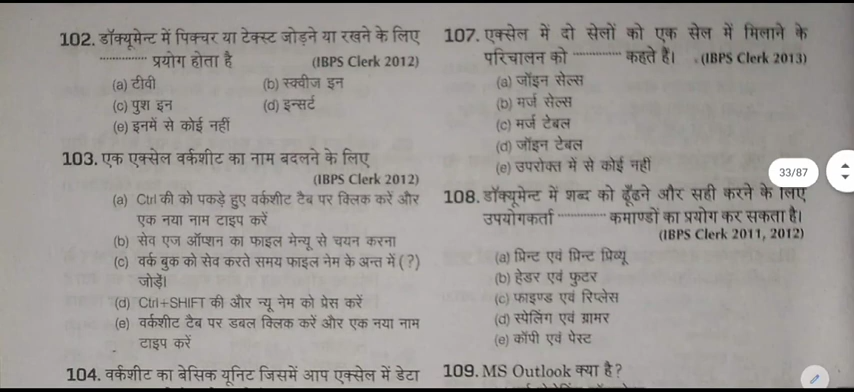 102. डॉक्यूमेन्ट में पिक्चर या टेक्स्ट जोड़ने या रखने के लिए
.............. प्रयोग होता है (IBPS Clerk 2012)
(a) टीवी (b) स्क्वीज इन
(c) पुश इन (d) इन्सर्ट
(e) इनमें से कोई नहीं
103. एक एक्सेल वर्कशीट का नाम बदलने के लिए
(IBPS Clerk 2012)
(a) Ctrl की को पकड़े हुए वर्कशीट टैब पर क्लिक करें और
एक नया नाम टाइप करें
(b) सेव एज ऑप्शन का फाइल मेन्यू से चयन करना
(c) वर्क बुक को सेव करते समय फाइल नेम के अन्त में (?)
जोड़ें।
(d) Ctrl+SHIFT की और न्यू नेम को प्रेस करें
(e) वर्कशीट टैब पर डबल क्लिक करें और एक नया नाम
टाइप करें
104. वर्कशीट का बेसिक यूनिट जिसमें आप एक्सेल में डेटा
107. एक्सेल में दो सेलों को एक सेल में मिलाने के
परिचालन को .............. कहते हैं। (IBPS Clerk 2013)
(a) जॉइन सेल्स
(b) मर्ज सेल्स
(c) मर्ज टेबल
(d) जॉइन टेबल
(e) उपरोक्त में से कोई नहीं
33/87
108. डॉक्यूमेन्ट में शब्द को ढूँढने और सही करने के लिए
उपयोगकर्ता .............. कमाण्डों का प्रयोग कर सकता है।
(IBPS Clerk 2011, 2012)
(a) प्रिन्ट एवं प्रिन्ट प्रिव्यू
(b) हेडर एवं फुटर
(c) फाइण्ड एवं रिप्लेस
(d) स्पेलिंग एवं ग्रामर
(e) कॉपी एवं पेस्ट
109. MS Outlook क्या है?